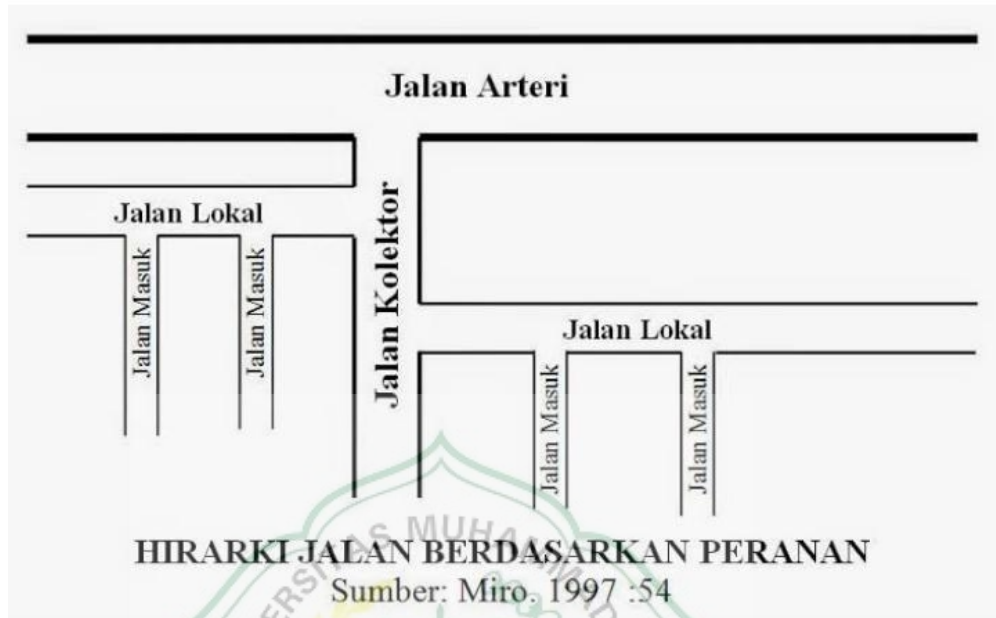 Jalan Arteri
Jalan Lokal
Jalan Kolektor
Jalan Masuk
Jalan Masuk
Jalan Lokal
Jalan Masuk
Jalan Masuk
HIRARKI JALAN BERDASARKAN PERANAN
Sumber: Miro. 1997 :54